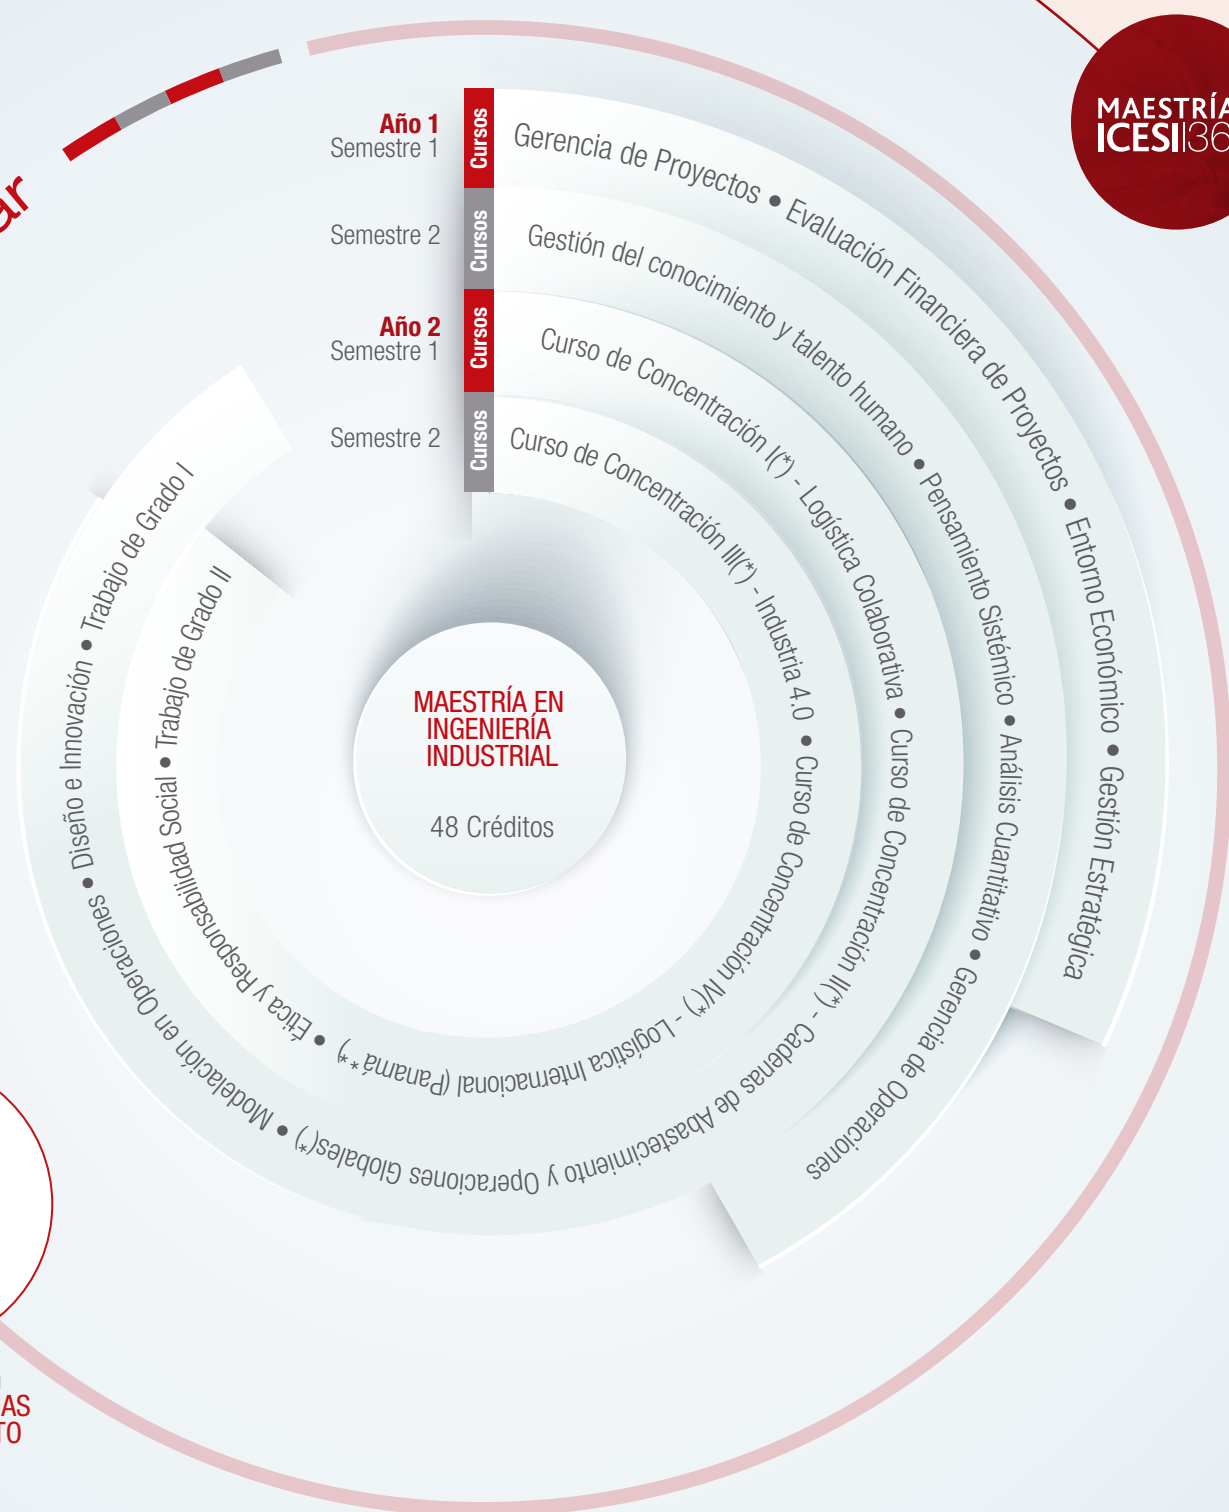 MAESTRÍA
ICESI|36
Año 1
Semestre 1
Cursos
Gerencia de Proyectos • Evaluación Financiera de Proyectos • Entorno Económico • Gestión Estratégica
Semestre 2
Cursos
Gestión del conocimiento y talento humano • Pensamiento Sistémico • Análisis Cuantitativo • Gerencia de Operaciones
Año 2
Semestre 1
Cursos
Curso de Concentración I(*) - Logística Colaborativa • Curso de Concentración II(*) - Cadenas de Abastecimiento y Operaciones Globales(*) • Modelación en Operaciones • Diseño e Innovación • Trabajo de Grado I
Semestre 2
Cursos
Curso de Concentración III(*) - Industria 4.0 • Curso de Concentración IV(*) - Logística Internacional (Panamá **) • Ética y Responsabilidad Social • Trabajo de Grado II
MAESTRÍA EN
INGENIERÍA
INDUSTRIAL
48 Créditos
ar
AS
TO